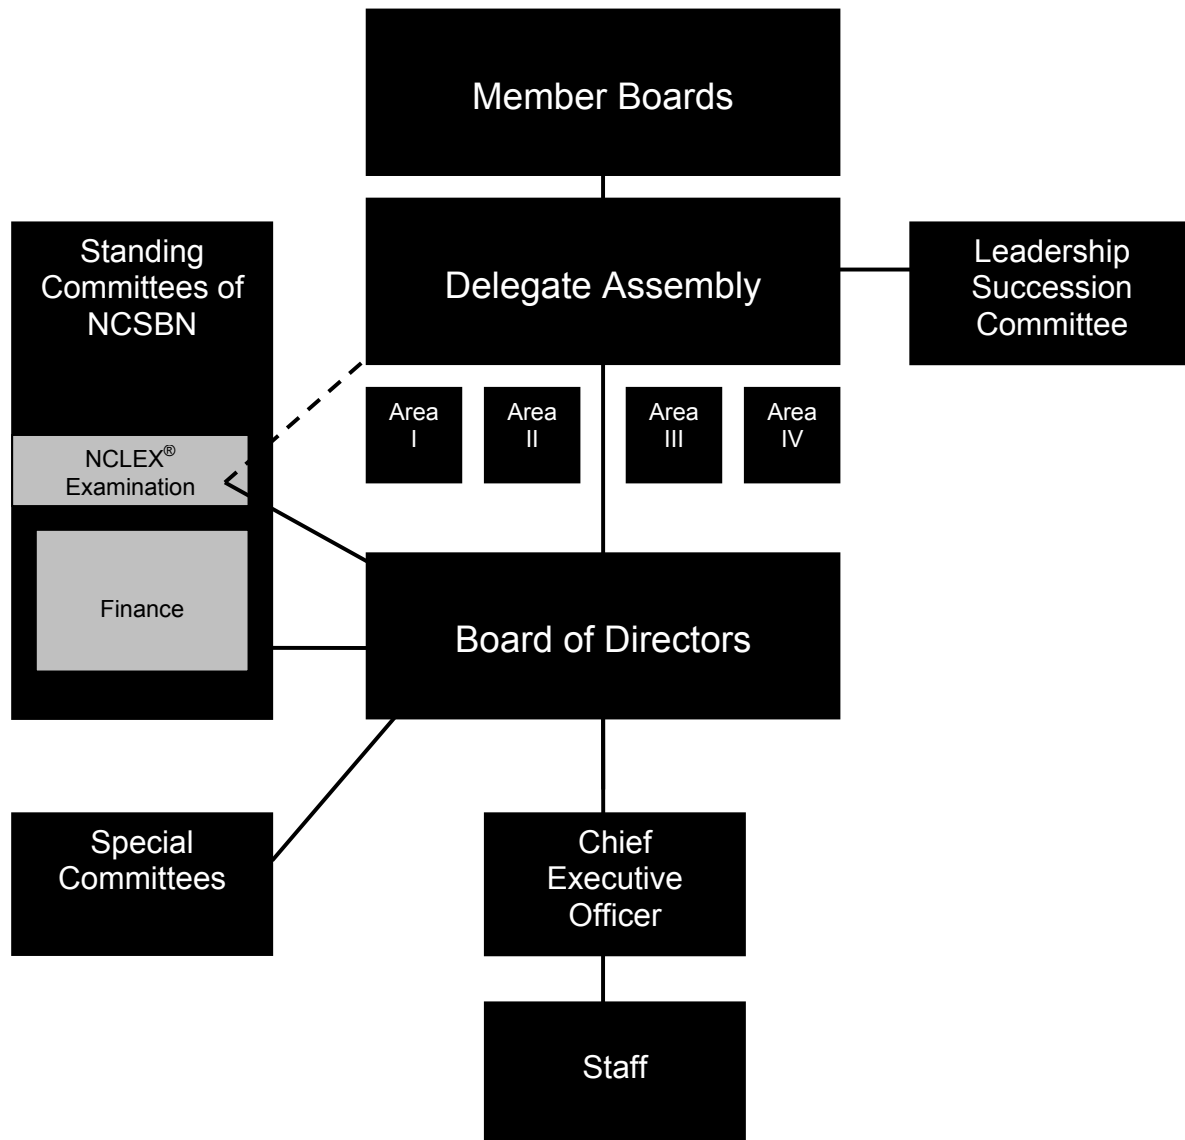 Member Boards
Standing
Committees of
NCSBN
Delegate Assembly
Leadership
Succession
Committee
Area
I
Area
II
Area
III
Area
IV
NCLEX®
Examination
Finance
Board of Directors
Special
Committees
Chief
Executive
Officer
Staff